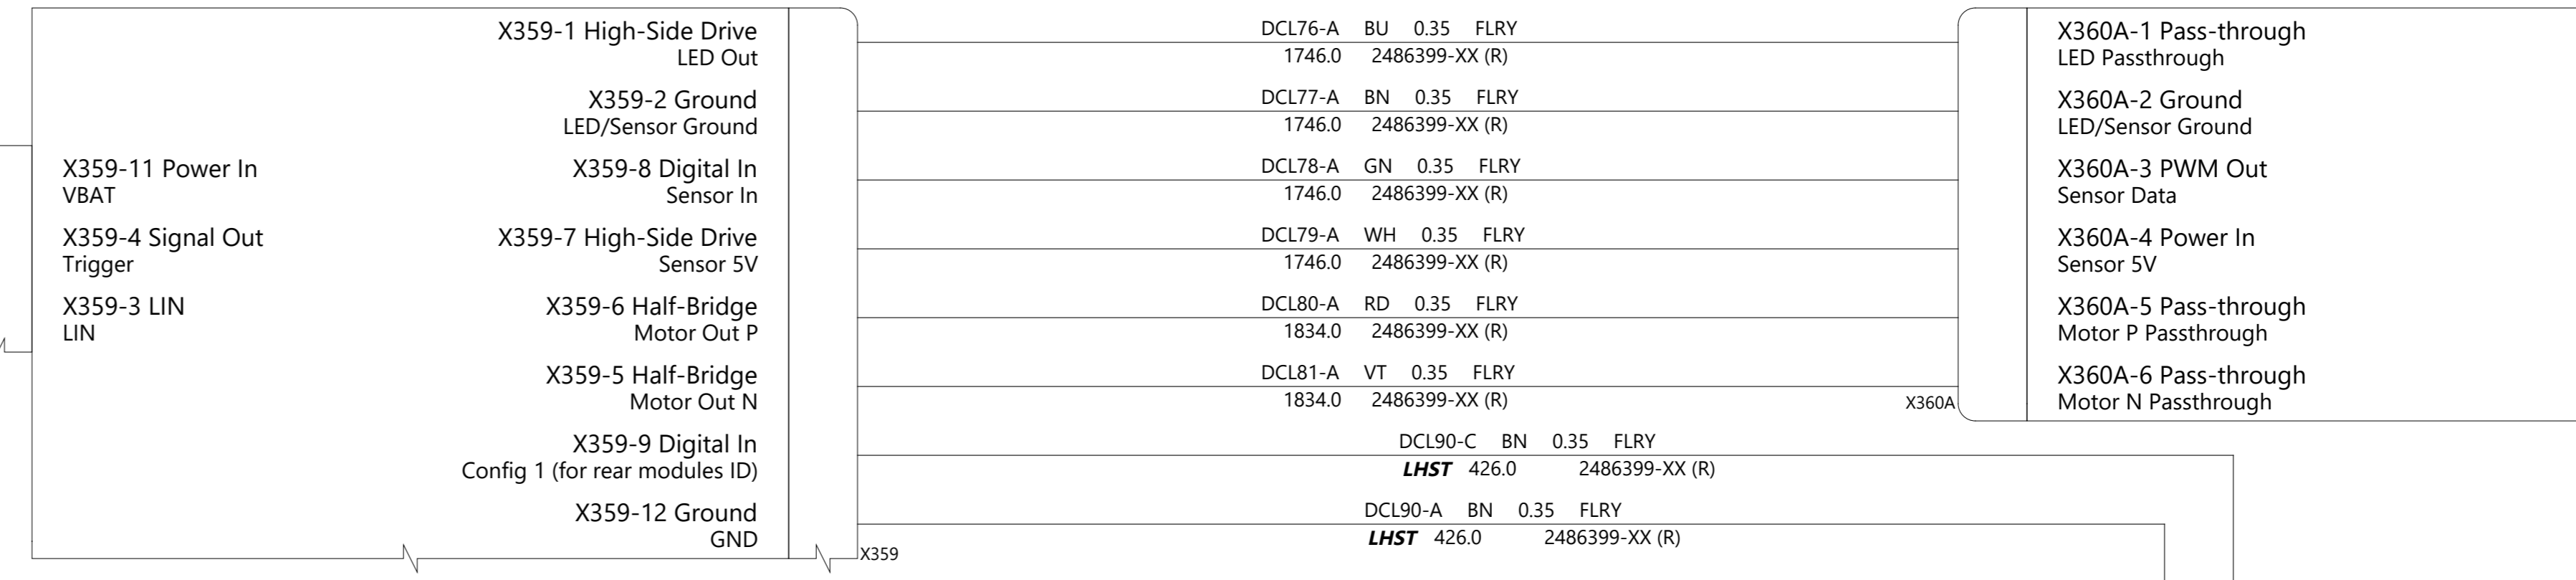 X359-1 High-Side Drive
LED Out
X359-2 Ground
LED/Sensor Ground
X359-11 Power In
VBAT
X359-8 Digital In
Sensor In
X359-4 Signal Out
Trigger
X359-7 High-Side Drive
Sensor 5V
X359-3 LIN
LIN
X359-6 Half-Bridge
Motor Out P
X359-5 Half-Bridge
Motor Out N
X359-9 Digital In
Config 1 (for rear modules ID)
X359-12 Ground
GND
X359
DCL76-A BU 0.35 FLRY
1746.0 2486399-XX (R)
DCL77-A BN 0.35 FLRY
1746.0 2486399-XX (R)
DCL78-A GN 0.35 FLRY
1746.0 2486399-XX (R)
DCL79-A WH 0.35 FLRY
1746.0 2486399-XX (R)
DCL80-A RD 0.35 FLRY
1834.0 2486399-XX (R)
DCL81-A VT 0.35 FLRY
1834.0 2486399-XX (R)
DCL90-C BN 0.35 FLRY
LHST 426.0 2486399-XX (R)
DCL90-A BN 0.35 FLRY
LHST 426.0 2486399-XX (R)
X360A
X360A-1 Pass-through
LED Passthrough
X360A-2 Ground
LED/Sensor Ground
X360A-3 PWM Out
Sensor Data
X360A-4 Power In
Sensor 5V
X360A-5 Pass-through
Motor P Passthrough
X360A-6 Pass-through
Motor N Passthrough